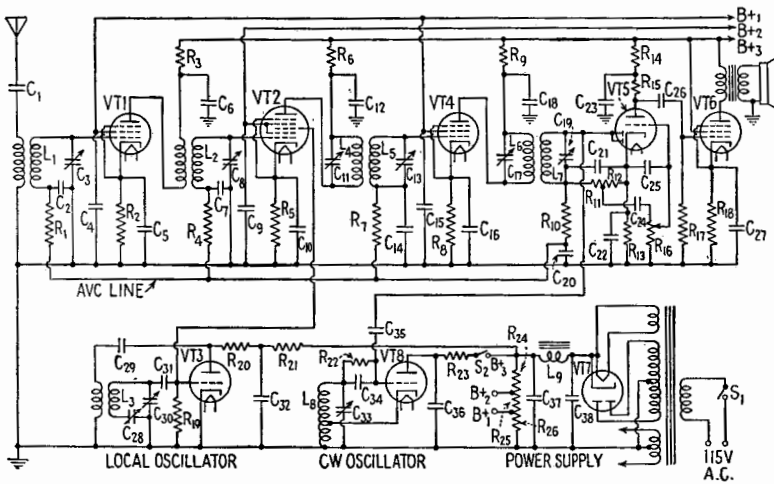 B+1
B+2
B+3
R3 R6 R9 R14
C1 VT1 C6 VT2 C12 VT4 C18 C23 VT5 R15 C26 VT6
L1 C3 L2 C8 L4 C11 L5 C13 L6 C17 C19 L7 C21 R12 C25
C2 C4 R2 C5 C7 C9 R5 C10 C15 C16 R11 C24
R1 R4 R7 C14 R8 R10 C22 R13 R16 R17 R18 C27
C20
AVC LINE
C35
C29 VT3 R20 R21 R22 VT8 R23 S2 B+3 R24 L9 VT7
C31 C34 B+2
L3 C30 C32 L8 C33 C36 B+1 C37 C38 S1
C28 R19 R25 R26
LOCAL OSCILLATOR CW OSCILLATOR POWER SUPPLY 115V
A.C.